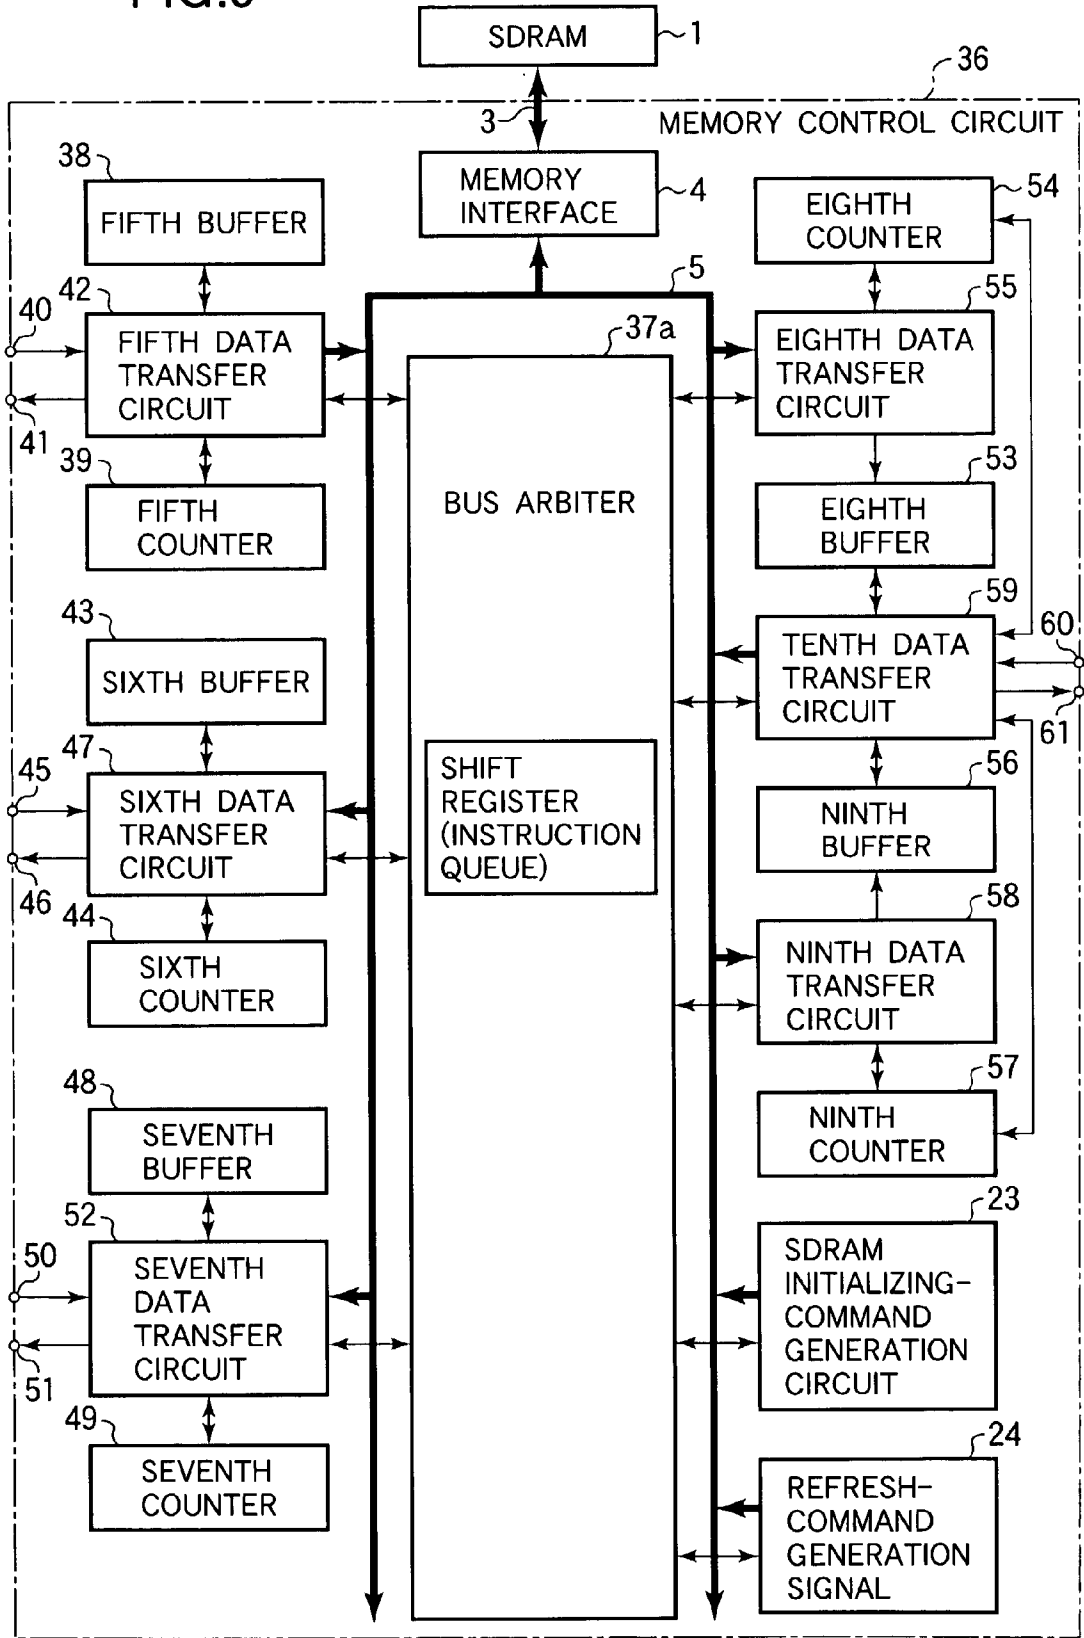 SDRAM
1
36
3
MEMORY CONTROL CIRCUIT
38
FIFTH BUFFER
MEMORY
INTERFACE
4
54
EIGHTH
COUNTER
5
42
40
FIFTH DATA
TRANSFER
CIRCUIT
41
37a
55
EIGHTH DATA
TRANSFER
CIRCUIT
39
FIFTH
COUNTER
BUS ARBITER
53
EIGHTH
BUFFER
43
SIXTH BUFFER
59
TENTH DATA
TRANSFER
CIRCUIT
60
61
47
45
SIXTH DATA
TRANSFER
CIRCUIT
46
SHIFT
REGISTER
(INSTRUCTION
QUEUE)
56
NINTH
BUFFER
44
SIXTH
COUNTER
58
NINTH DATA
TRANSFER
CIRCUIT
48
SEVENTH
BUFFER
57
NINTH
COUNTER
52
50
SEVENTH
DATA
TRANSFER
CIRCUIT
51
23
SDRAM
INITIALIZING-
COMMAND
GENERATION
CIRCUIT
49
SEVENTH
COUNTER
24
REFRESH-
COMMAND
GENERATION
SIGNAL